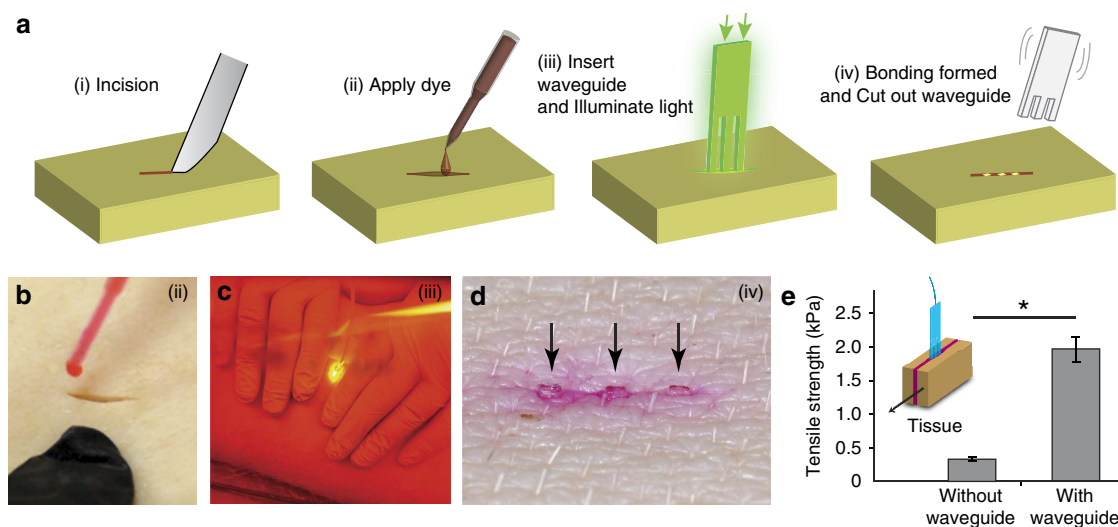 a
(i) Incision
(ii) Apply dye
(iii) Insert
waveguide
and Illuminate light
(iv) Bonding formed
and Cut out waveguide
b
(ii)
c
(iii)
d
(iv)
e
Tensile strength (kPa)
2.5
2.0
1.5
1.0
0.5
0
*
Tissue
Without
waveguide
With
waveguide